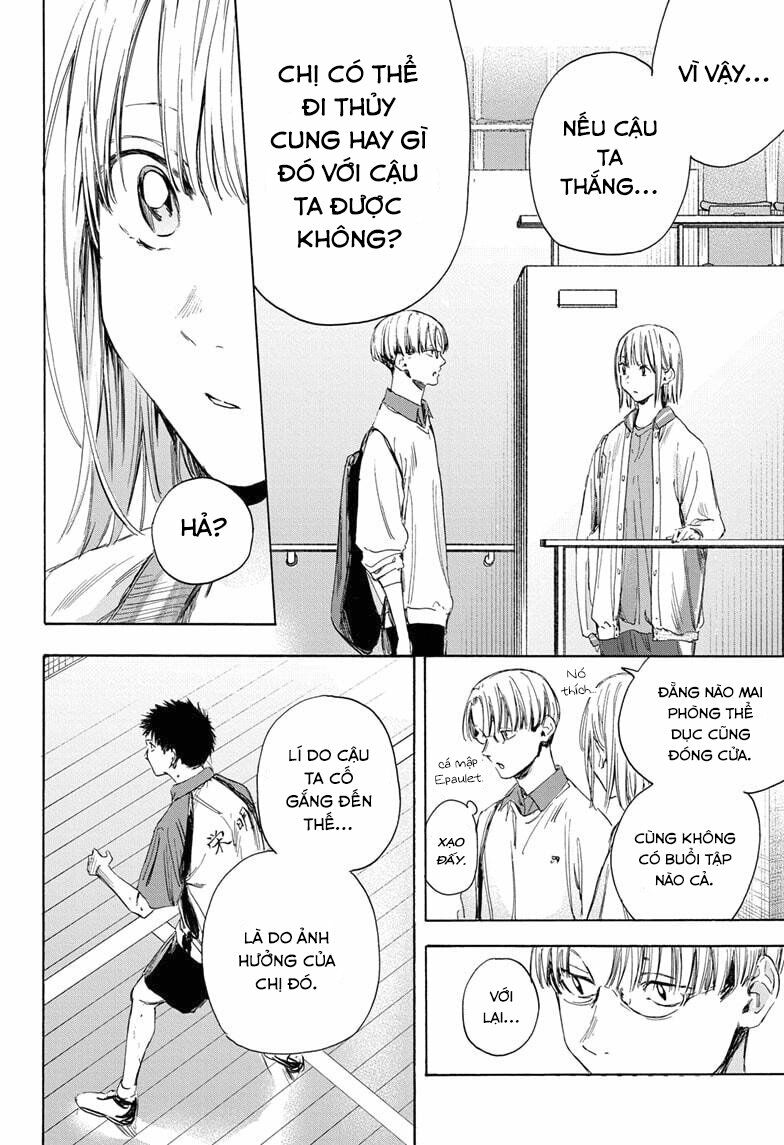 VÌ VẬY...
NẾU CẬU
TA
THẮNG...
CHỊ CÓ THỂ
ĐI THỦY
CUNG HAY GÌ
ĐÓ VỚI CẬU
TA ĐƯỢC
KHÔNG?
HẢ?
ĐẰNG NÀO MAI
PHÒNG THỂ
DỤC CŨNG
ĐÓNG CỬA.
Nó
thích...
cá mập
Epaulet.
CŨNG KHÔNG
CÓ BUỔI TẬP
NÀO CẢ.
XẠO
ĐẤY.
VỚI
LẠI...
LÍ DO CẬU
TA CỐ
GẮNG ĐẾN
THẾ...
栄明
LÀ DO ẢNH
HƯỞNG CỦA
CHỊ ĐÓ.